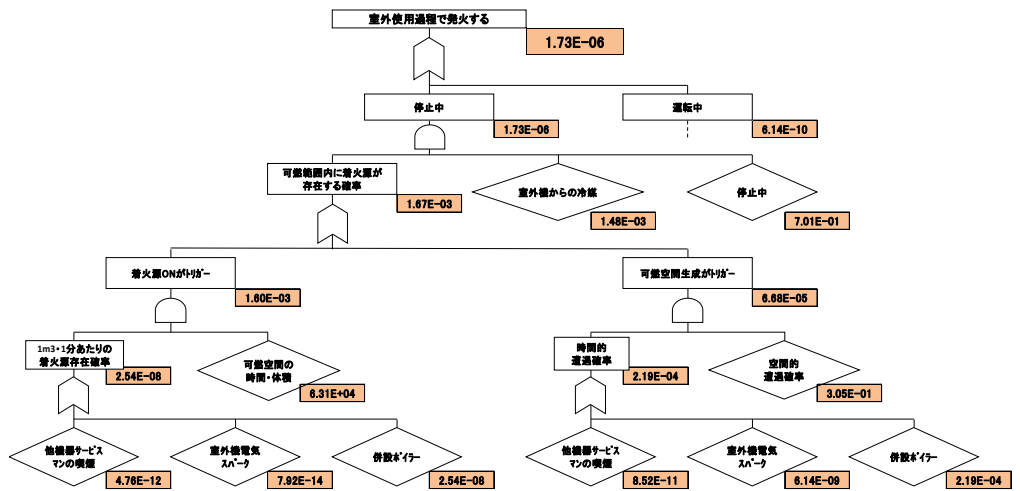 室外使用過程で発火する
1.73E-06
停止中
1.73E-06
運転中
6.14E-10
可燃範囲内に着火源が
存在する確率
1.67E-03
室外機からの冷媒
1.48E-03
停止中
7.01E-01
着火源ONがﾄﾘｶﾞｰ
1.60E-03
可燃空間生成がﾄﾘｶﾞｰ
6.68E-05
1m3・1分あたりの
着火源存在確率
2.54E-08
可燃空間の
時間・体積
6.31E+04
時間的
遭遇確率
2.19E-04
空間的
遭遇確率
3.05E-01
他機器ｻｰﾋﾞｽ
ﾏﾝの喫煙
4.76E-12
室外機電気
ｽﾊﾟｰｸ
7.92E-14
併設ﾎﾞｲﾗｰ
2.54E-08
他機器ｻｰﾋﾞｽ
ﾏﾝの喫煙
8.52E-11
室外機電気
ｽﾊﾟｰｸ
6.14E-09
併設ﾎﾞｲﾗｰ
2.19E-04